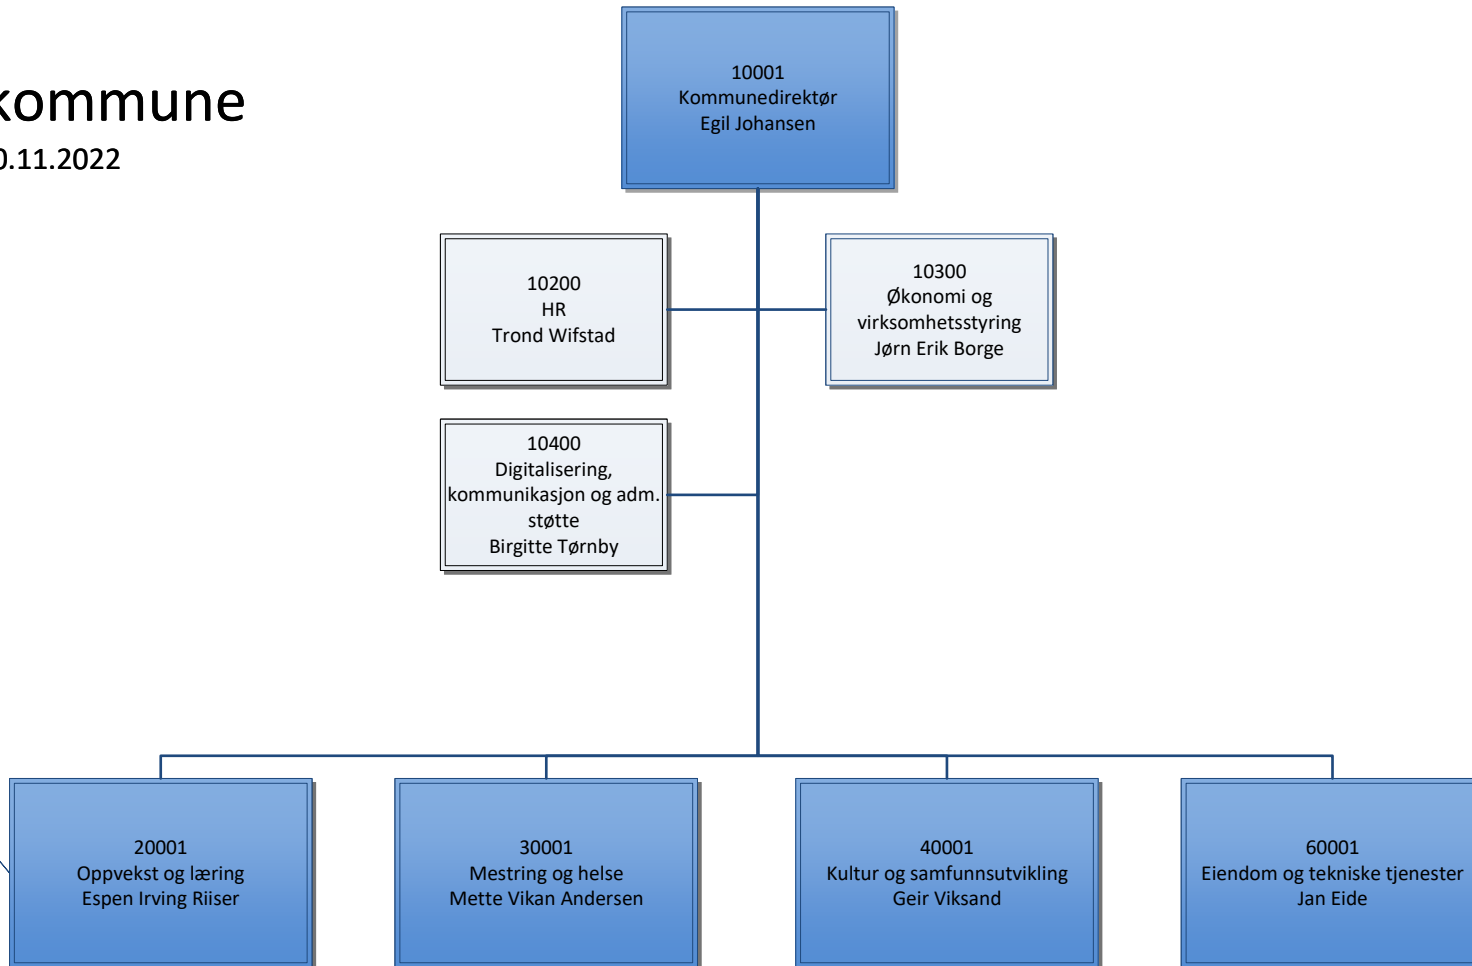 kommune
0.11.2022
10001
Kommunedirektør
Egil Johansen
10200
HR
Trond Wifstad
10300
Økonomi og
virksomhetsstyring
Jørn Erik Borge
10400
Digitalisering,
kommunikasjon og adm.
støtte
Birgitte Tørnby
20001
Oppvekst og læring
Espen Irving Riiser
30001
Mestring og helse
Mette Vikan Andersen
40001
Kultur og samfunnsutvikling
Geir Viksand
60001
Eiendom og tekniske tjenester
Jan Eide